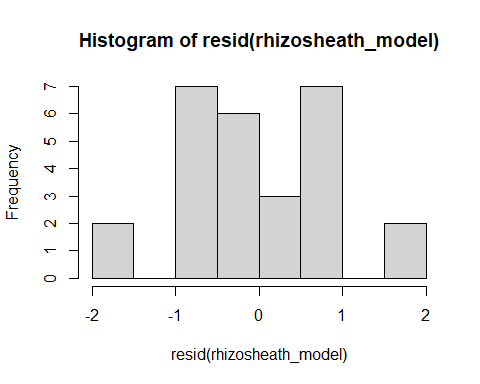 Histogram of resid(rhizosheath_model)
Frequency
7
6
5
4
3
2
1
0
-2 -1 0 1 2
resid(rhizosheath_model)